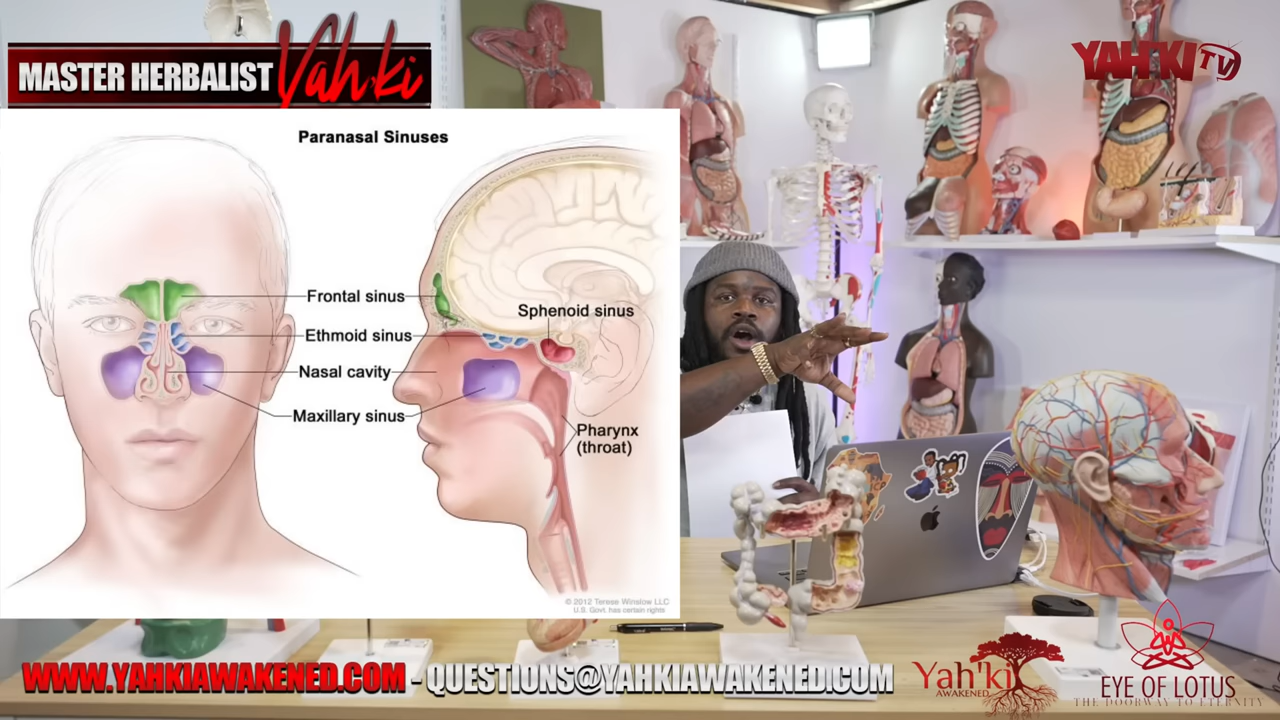 MASTER HERBALIST Yah'ki
YAH'KI TV
Paranasal Sinuses
Frontal sinus
Ethmoid sinus
Nasal cavity
Maxillary sinus
Sphenoid sinus
Pharynx
(throat)
© 2012 Terese Winslow LLC
U.S. Govt. has certain rights
WWW.YAHKIAWAKENED.COM - QUESTIONS@YAHKIAWAKENED.COM
Yah'ki
AWAKENED
EYE OF LOTUS
THE DOORWAY TO ETERNITY